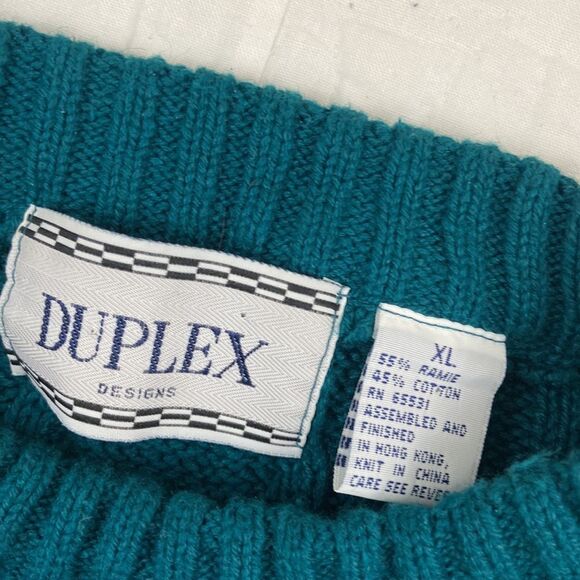 DUPLEX
DESIGNS
XL
55% RAMIE
45% COTTON
RN 65531
ASSEMBLED AND
FINISHED
IN HONG KONG,
KNIT IN CHINA
CARE SEE